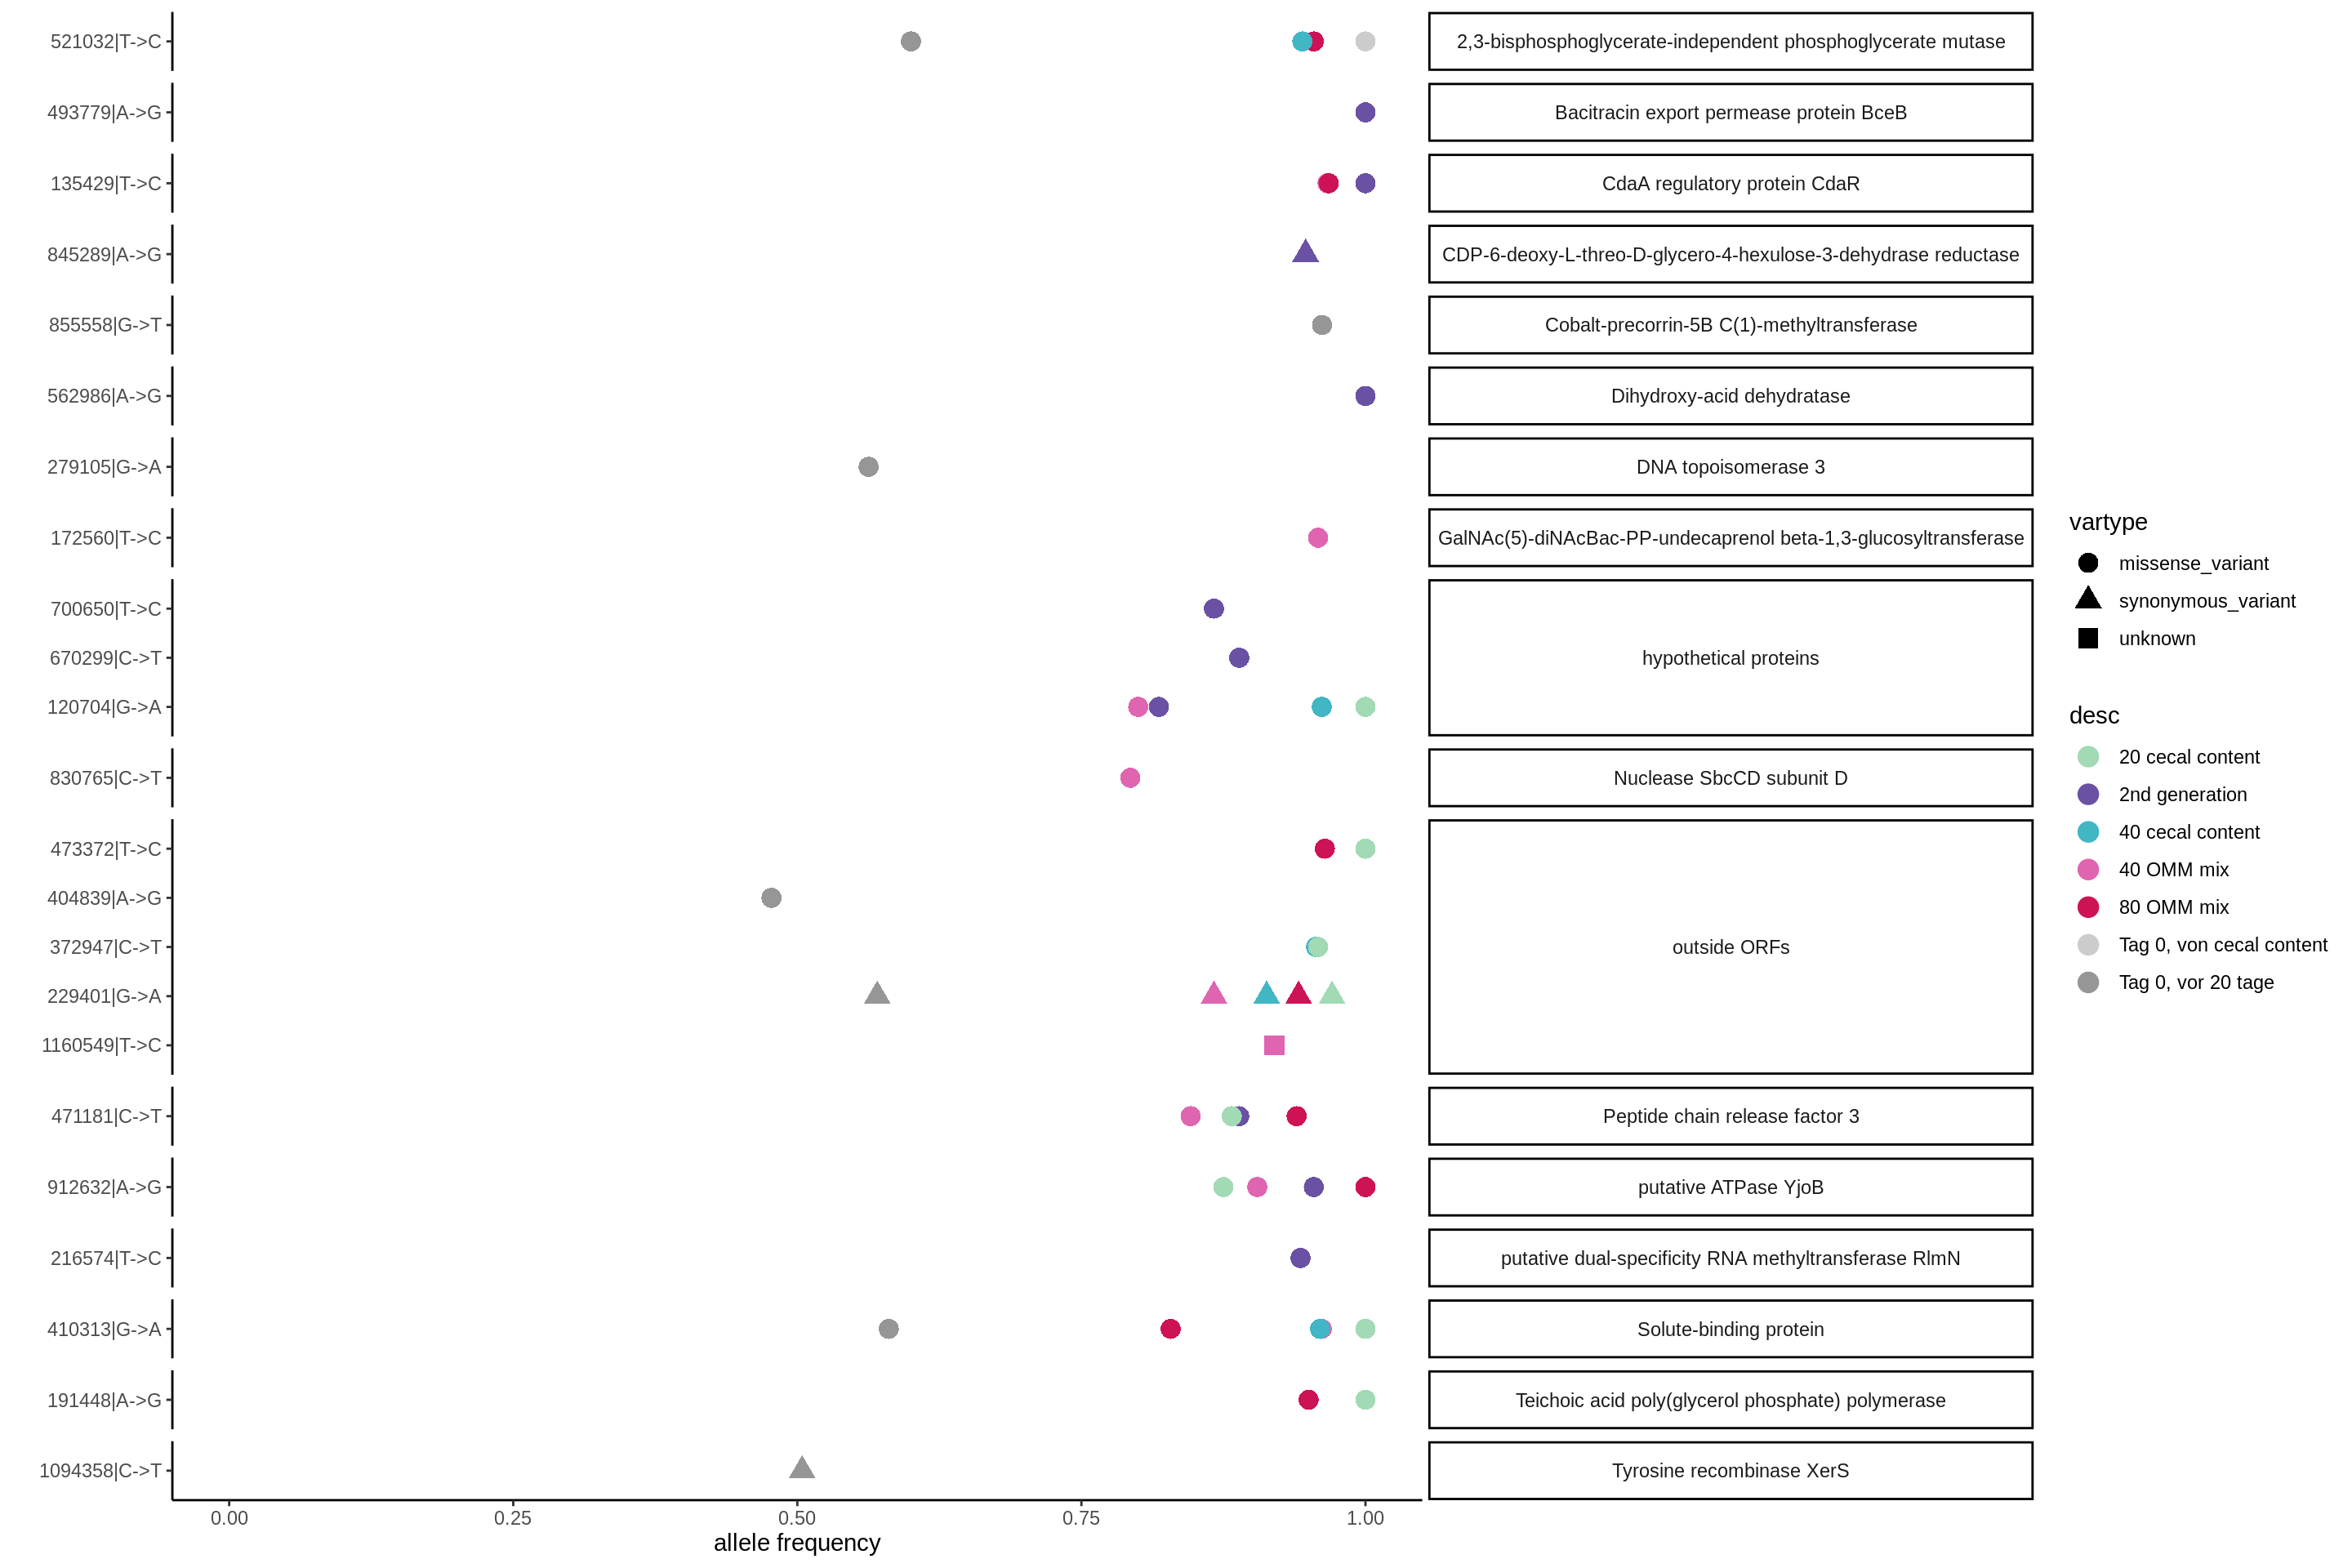 521032|T->C
2,3-bisphosphoglycerate-independent phosphoglycerate mutase
493779|A->G
Bacitracin export permease protein BceB
135429|T->C
CdaA regulatory protein CdaR
845289|A->G
CDP-6-deoxy-L-threo-D-glycero-4-hexulose-3-dehydrase reductase
855558|G->T
Cobalt-precorrin-5B C(1)-methyltransferase
562986|A->G
Dihydroxy-acid dehydratase
279105|G->A
DNA topoisomerase 3
172560|T->C
GalNAc(5)-diNAcBac-PP-undecaprenol beta-1,3-glucosyltransferase
700650|T->C
670299|C->T
hypothetical proteins
120704|G->A
830765|C->T
Nuclease SbcCD subunit D
473372|T->C
404839|A->G
372947|C->T
outside ORFs
229401|G->A
1160549|T->C
471181|C->T
Peptide chain release factor 3
912632|A->G
putative ATPase YjoB
216574|T->C
putative dual-specificity RNA methyltransferase RlmN
410313|G->A
Solute-binding protein
191448|A->G
Teichoic acid poly(glycerol phosphate) polymerase
1094358|C->T
Tyrosine recombinase XerS
0.00
0.25
0.50
0.75
1.00
allele frequency
vartype
missense_variant
synonymous_variant
unknown
desc
20 cecal content
2nd generation
40 cecal content
40 OMM mix
80 OMM mix
Tag 0, von cecal content
Tag 0, vor 20 tage